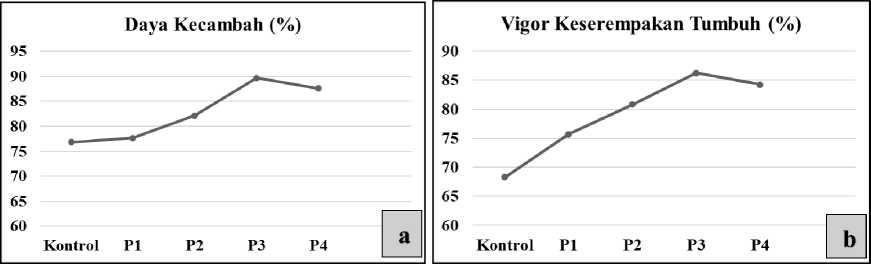 Daya Kecambah (%)
95
90
85
80
75
70
65
60
Kontrol P1 P2 P3 P4
a
Vigor Keserempakan Tumbuh (%)
90
85
80
75
70
65
60
Kontrol P1 P2 P3 P4
b